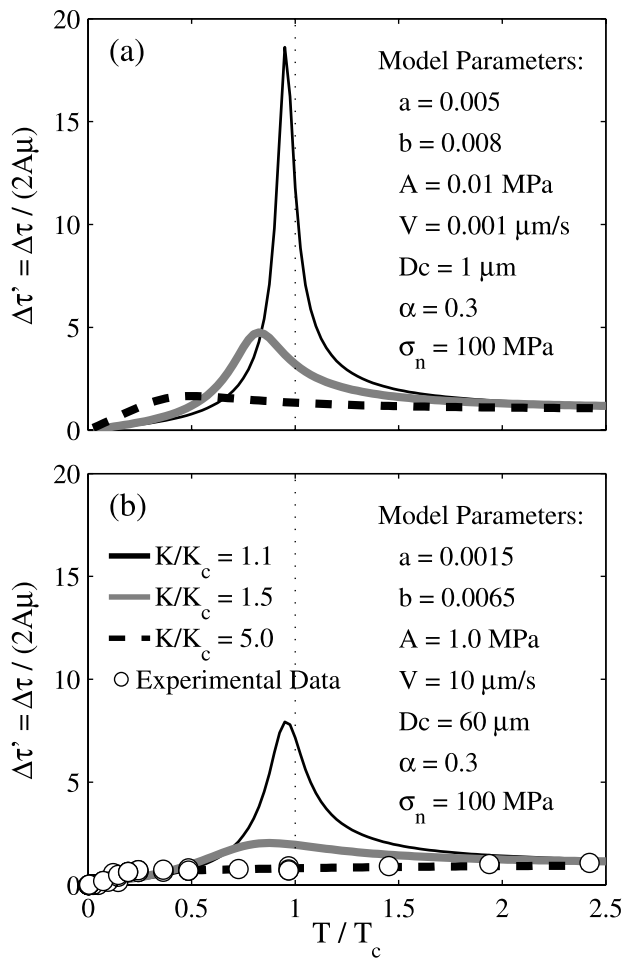 (a)
Model Parameters:
a = 0.005
b = 0.008
A = 0.01 MPa
V = 0.001 μm/s
Dc = 1 μm
α = 0.3
σn = 100 MPa
20
15
10
5
0
Δτ' = Δτ / (2Aμ)
(b)
Model Parameters:
K/Kc = 1.1
K/Kc = 1.5
K/Kc = 5.0
Experimental Data
a = 0.0015
b = 0.0065
A = 1.0 MPa
V = 10 μm/s
Dc = 60 μm
α = 0.3
σn = 100 MPa
20
15
10
5
0
Δτ' = Δτ / (2Aμ)
0 0.5 1 1.5 2 2.5
T / Tc